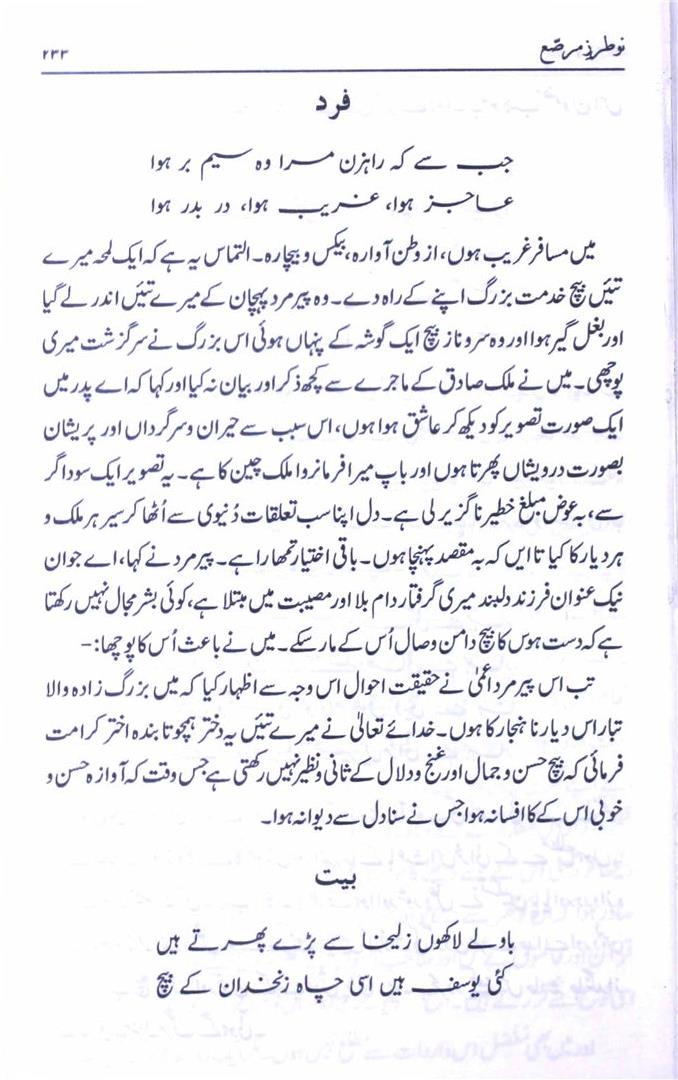 نو طرزِ مرصّع ۲۳۳
فرد
جب سے کہ راہزن مرا وہ سیم بر ہوا
عاجز ہوا، غریب ہوا، در بدر ہوا
میں مسافر غریب ہوں، از وطن آوارہ، بیکس و بیچارہ۔ التماس یہ ہے کہ ایک لمحہ میرے
تئیں بیچ خدمت بزرگ اپنے کے راہ دے۔ وہ پیر مرد پہچان کے میرے تئیں اندر لے گیا
اور بغل گیر ہوا اور وہ سرو ناز بیچ ایک گوشہ کے پنہاں ہوئی اس بزرگ نے سرگزشت میری
پوچھی۔ میں نے ملک صادق کے ماجرے سے کچھ ذکر اور بیان نہ کیا اور کہا کہ اے پدر میں
ایک صورت تصویر کو دیکھ کر عاشق ہوا ہوں، اس سبب سے حیران و سرگرداں اور پریشان
بصورت درویشاں پھرتا ہوں اور باپ میرا فرمانروا ملک چین کا ہے۔ یہ تصویر ایک سوداگر
سے، بہ عوض مبلغ خطیر ناگزیر لی ہے۔ دل اپنا سب تعلقات دُنیوی سے اُٹھا کر سیر ہر ملک و
ہر دیار کا کیا تا ایں کہ بہ مقصد پہنچا ہوں۔ باقی اختیار تمھارا ہے۔ پیر مرد نے کہا، اے جوان
نیک عنوان فرزند دلبند میری گرفتار دام بلا اور مصیبت میں مبتلا ہے، کوئی بشر مجال نہیں رکھتا
ہے کہ دست ہوس کا بیچ دامن وصال اُس کے مار سکے۔ میں نے باعث اُس کا پوچھا:–
تب اس پیر مرد اعمیٰ نے حقیقت احوال اس وجہ سے اظہار کیا کہ میں بزرگ زادہ والا
تبار اس دیار ناہنجار کا ہوں۔ خدائے تعالیٰ نے میرے تئیں یہ دختر ہمچو تابندہ اختر کرامت
فرمائی کہ بیچ حسن و جمال اور غنج و دلال کے ثانی و نظیر نہیں رکھتی ہے جس وقت کہ آوازہ حسن و
خوبی اس کے کا افسانہ ہوا جس نے سنا دل سے دیوانہ ہوا۔
بیت
باولے لاکھوں زلیخا سے پڑے پھرتے ہیں
کئی یوسف ہیں اسی چاہ زنخداں کے بیچ